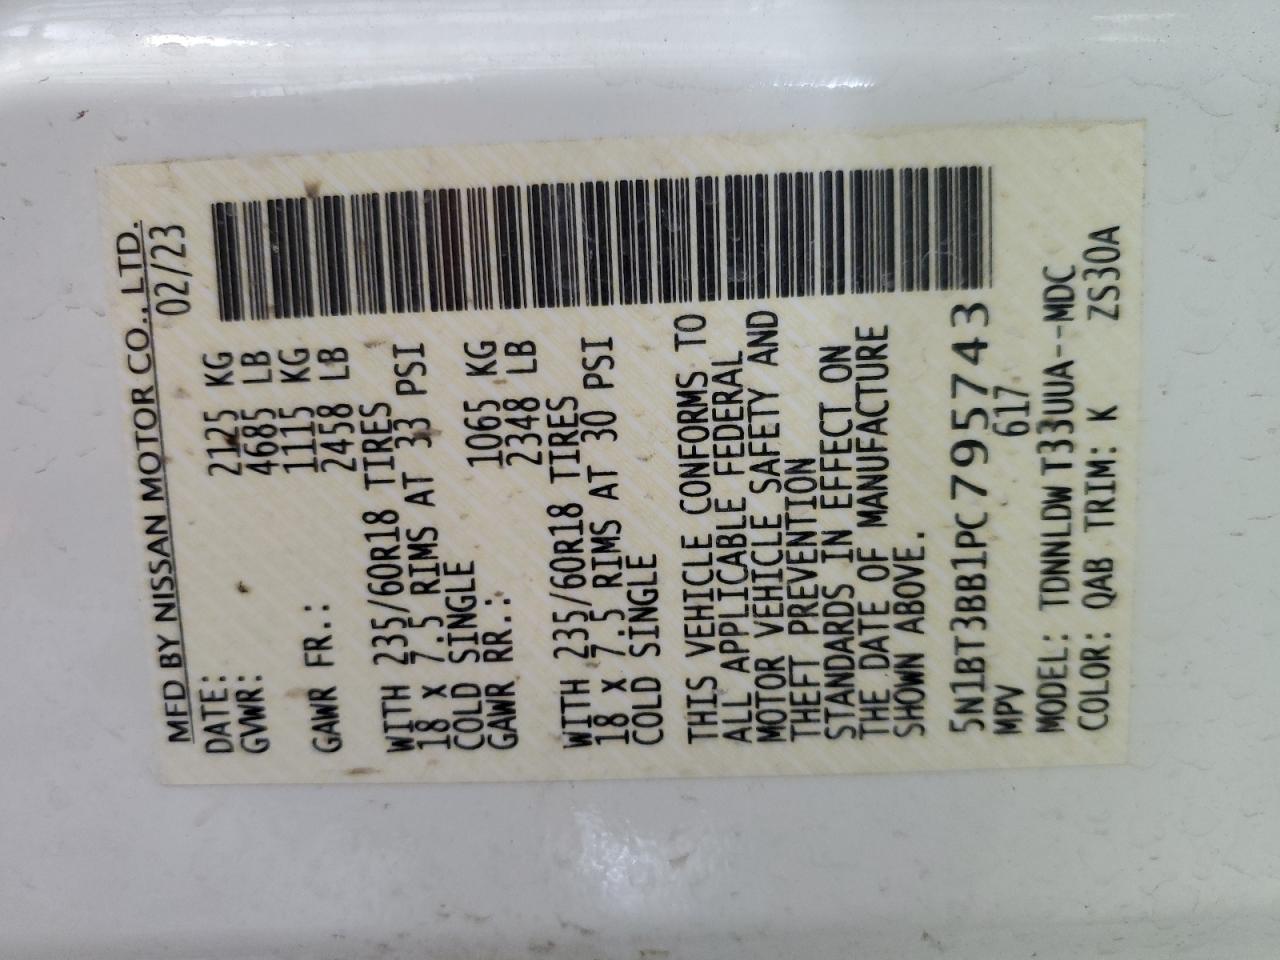 MFD BY NISSAN MOTOR CO., LTD.
DATE: 02/23
GVWR: 2125 KG
4685 LB
GAWR FR.: 1115 KG
2458 LB
WITH 235/60R18 TIRES
18 X 7.5 RIMS AT 33 PSI
COLD SINGLE
GAWR RR.: 1065 KG
2348 LB
WITH 235/60R18 TIRES
18 X 7.5 RIMS AT 30 PSI
COLD SINGLE
THIS VEHICLE CONFORMS TO
ALL APPLICABLE FEDERAL
MOTOR VEHICLE SAFETY AND
THEFT PREVENTION
STANDARDS IN EFFECT ON
THE DATE OF MANUFACTURE
SHOWN ABOVE.
5N1BT3BB1PC795743
MPV 617
MODEL: TDNNLDW T33UUA--MDC
COLOR: QAB TRIM: K ZS30A